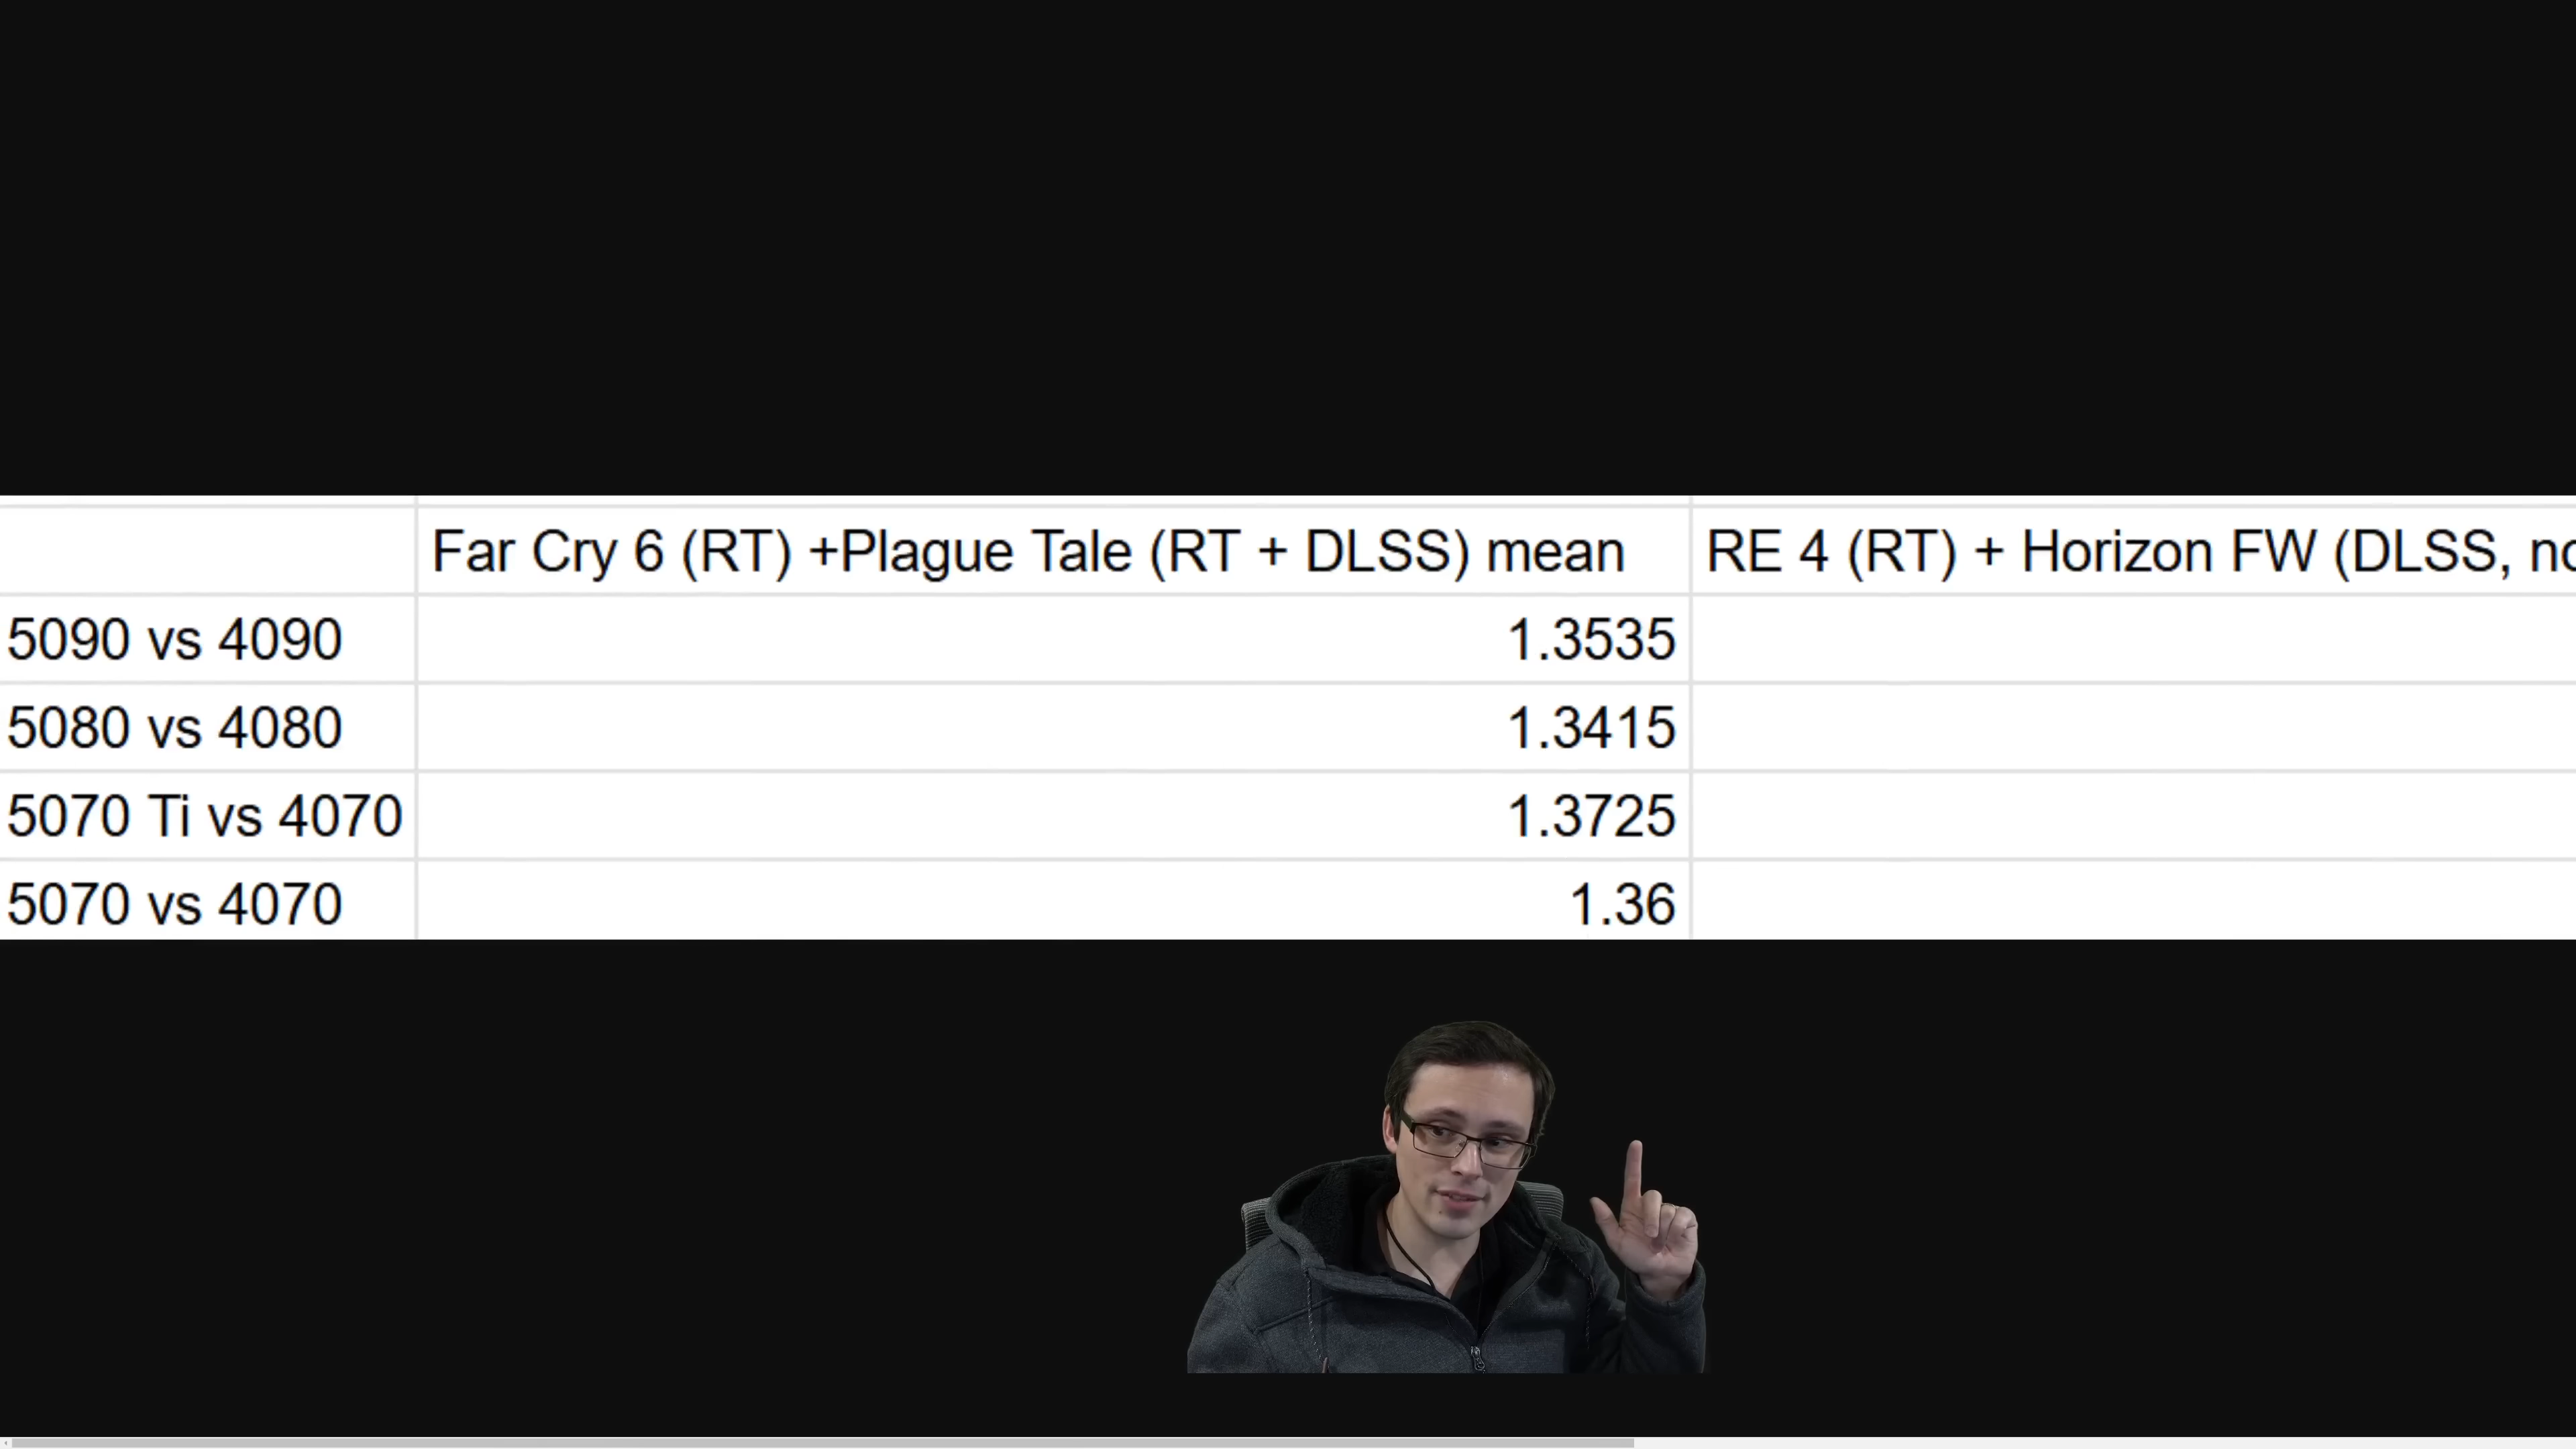 Far Cry 6 (RT) +Plague Tale (RT + DLSS) mean RE 4 (RT) + Horizon FW (DLSS, no
5090 vs 4090 1.3535
5080 vs 4080 1.3415
5070 Ti vs 4070 1.3725
5070 vs 4070 1.36